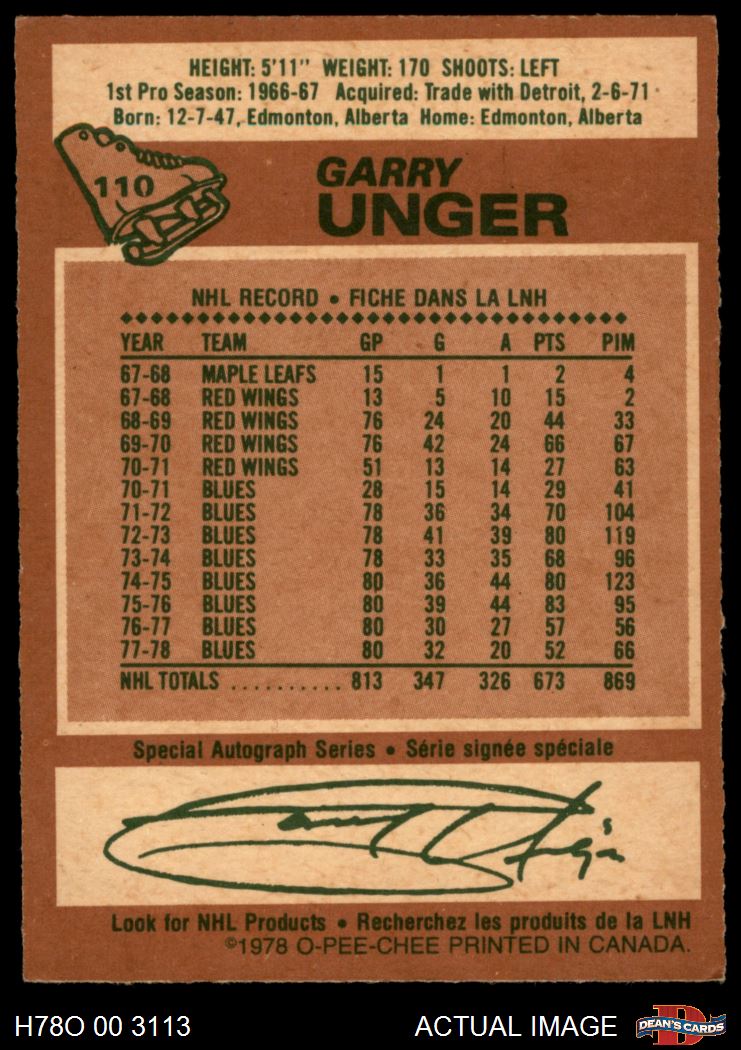 HEIGHT: 5'11" WEIGHT: 170 SHOOTS: LEFT
1st Pro Season: 1966-67 Acquired: Trade with Detroit, 2-6-71
Born: 12-7-47, Edmonton, Alberta Home: Edmonton, Alberta
110
GARRY
UNGER
NHL RECORD • FICHE DANS LA LNH
YEAR TEAM GP G A PTS PIM
67-68 MAPLE LEAFS 15 1 1 2 4
67-68 RED WINGS 13 5 10 15 2
68-69 RED WINGS 76 24 20 44 33
69-70 RED WINGS 76 42 24 66 67
70-71 RED WINGS 51 13 14 27 63
70-71 BLUES 28 15 14 29 41
71-72 BLUES 78 36 34 70 104
72-73 BLUES 78 41 39 80 119
73-74 BLUES 78 33 35 68 96
74-75 BLUES 80 36 44 80 123
75-76 BLUES 80 39 44 83 95
76-77 BLUES 80 30 27 57 56
77-78 BLUES 80 32 20 52 66
NHL TOTALS .......... 813 347 326 673 869
Special Autograph Series • Série signée spéciale
Look for NHL Products • Recherchez les produits de la LNH
©1978 O-PEE-CHEE PRINTED IN CANADA.
H78O 00 3113 ACTUAL IMAGE DEAN'S CARDS